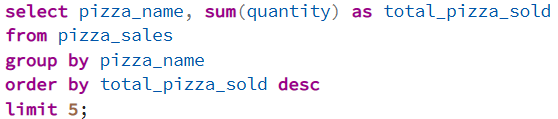 select pizza_name, sum(quantity) as total_pizza_sold
from pizza_sales
group by pizza_name
order by total_pizza_sold desc
limit 5;